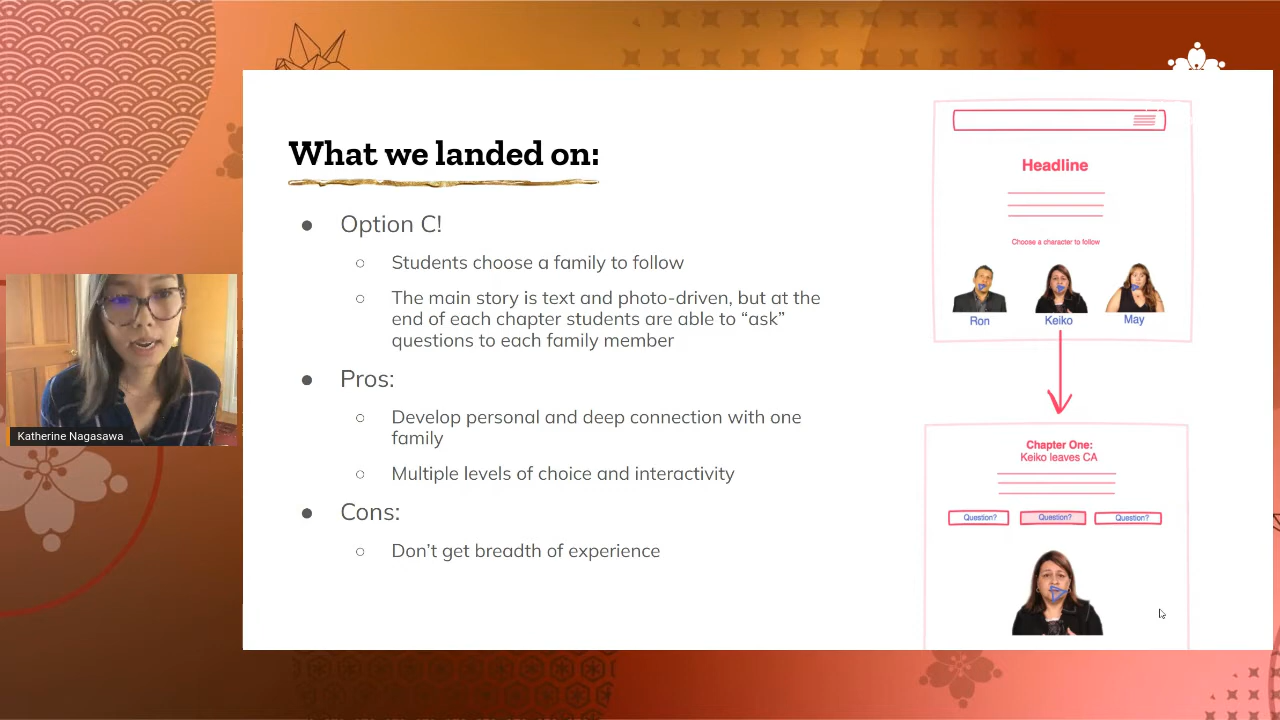 What we landed on:
● Option C!
○ Students choose a family to follow
○ The main story is text and photo-driven, but at the
end of each chapter students are able to “ask”
questions to each family member
● Pros:
○ Develop personal and deep connection with one
family
○ Multiple levels of choice and interactivity
● Cons:
○ Don’t get breadth of experience
Headline
Choose a character to follow
Ron Keiko May
Chapter One:
Keiko leaves CA
Question? Question? Question?
Katherine Nagasawa